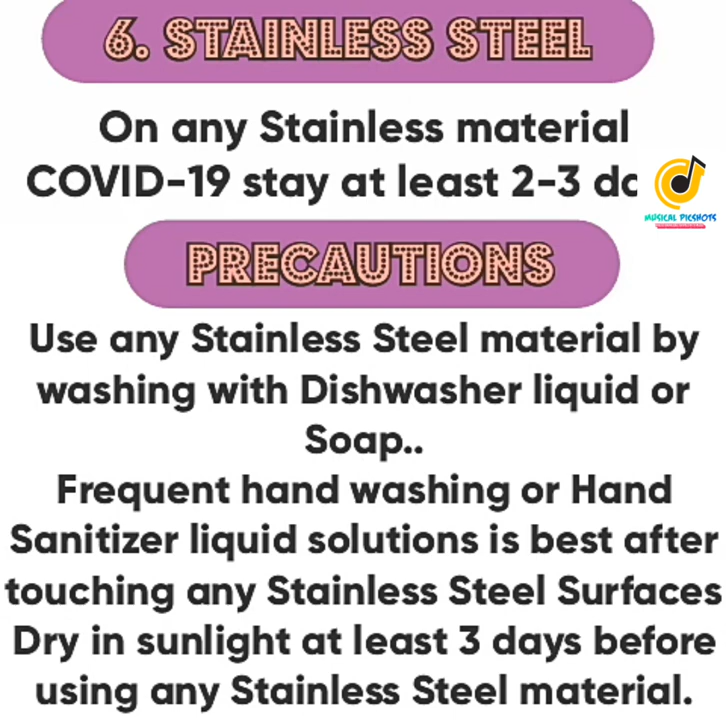 6. STAINLESS STEEL
On any Stainless material
COVID-19 stay at least 2-3
MUSICAL PICSHOTS
PRECAUTIONS
Use any Stainless Steel material by
washing with Dishwasher liquid or
Soap..
Frequent hand washing or Hand
Sanitizer liquid solutions is best after
touching any Stainless Steel Surfaces
Dry in sunlight at least 3 days before
using any Stainless Steel material.